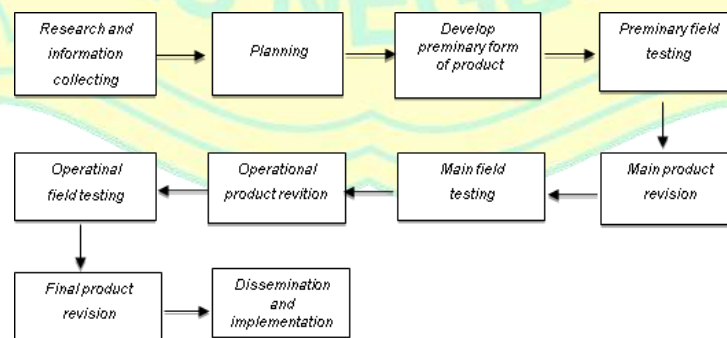 Research and
information
collecting
Planning
Develop
preminary form
of product
Preminary field
testing
Main product
revision
Main field
testing
Operational
product revition
Operatinal
field testing
Final product
revision
Dissemination
and
implementation